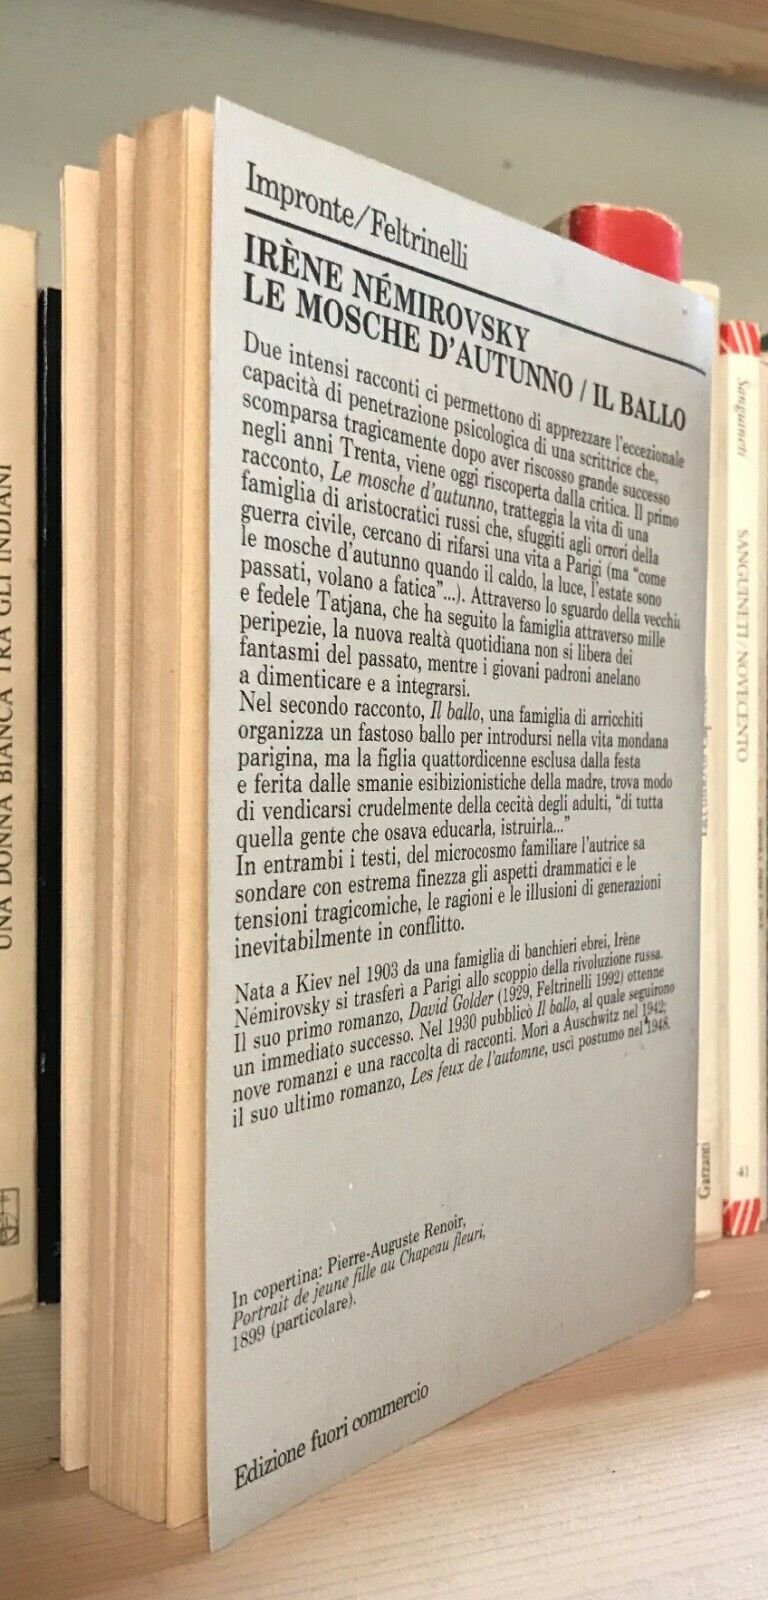 Impronte/Feltrinelli
IRÈNE NÉMIROVSKY
LE MOSCHE D'AUTUNNO / IL BALLO
Due intensi racconti ci permettono di apprezzare l'eccezionale
capacità di penetrazione psicologica di una scrittrice che,
scomparsa tragicamente dopo aver riscosso grande successo
negli anni Trenta, viene oggi riscoperta dalla critica. Il primo
racconto, Le mosche d'autunno, tratteggia la vita di una
famiglia di aristocratici russi che, sfuggiti agli orrori della
guerra civile, cercano di rifarsi una vita a Parigi (ma "come
le mosche d'autunno quando il caldo, la luce, l'estate sono
passati, volano a fatica"...). Attraverso lo sguardo della vecchia
e fedele Tatjana, che ha seguito la famiglia attraverso mille
peripezie, la nuova realtà quotidiana non si libera dei
fantasmi del passato, mentre i giovani padroni anelano
a dimenticare e a integrarsi.
Nel secondo racconto, Il ballo, una famiglia di arricchiti
organizza un fastoso ballo per introdursi nella vita mondana
parigina, ma la figlia quattordicenne esclusa dalla festa
e ferita dalle smanie esibizionistiche della madre, trova modo
di vendicarsi crudelmente della cecità degli adulti, "di tutta
quella gente che osava educarla, istruirla..."
In entrambi i testi, del microcosmo familiare l'autrice sa
sondare con estrema finezza gli aspetti drammatici e le
tensioni tragicomiche, le ragioni e le illusioni di generazioni
inevitabilmente in conflitto.
Nata a Kiev nel 1903 da una famiglia di banchieri ebrei, Irène
Némirovsky si trasferì a Parigi allo scoppio della rivoluzione russa.
Il suo primo romanzo, David Golder (1929, Feltrinelli 1992) ottenne
un immediato successo. Nel 1930 pubblicò Il ballo, al quale seguirono
nove romanzi e una raccolta di racconti. Morì a Auschwitz nel 1942;
il suo ultimo romanzo, Les feux de l'automne, uscì postumo nel 1948.
In copertina: Pierre-Auguste Renoir,
Portrait de jeune fille au Chapeau fleuri,
1899 (particolare).
Edizione fuori commercio
UNA DONNA BIANCA TRA GLI INDIANI
Sanguineti
SANGUINETI / NOVECENTO
Garzanti
41